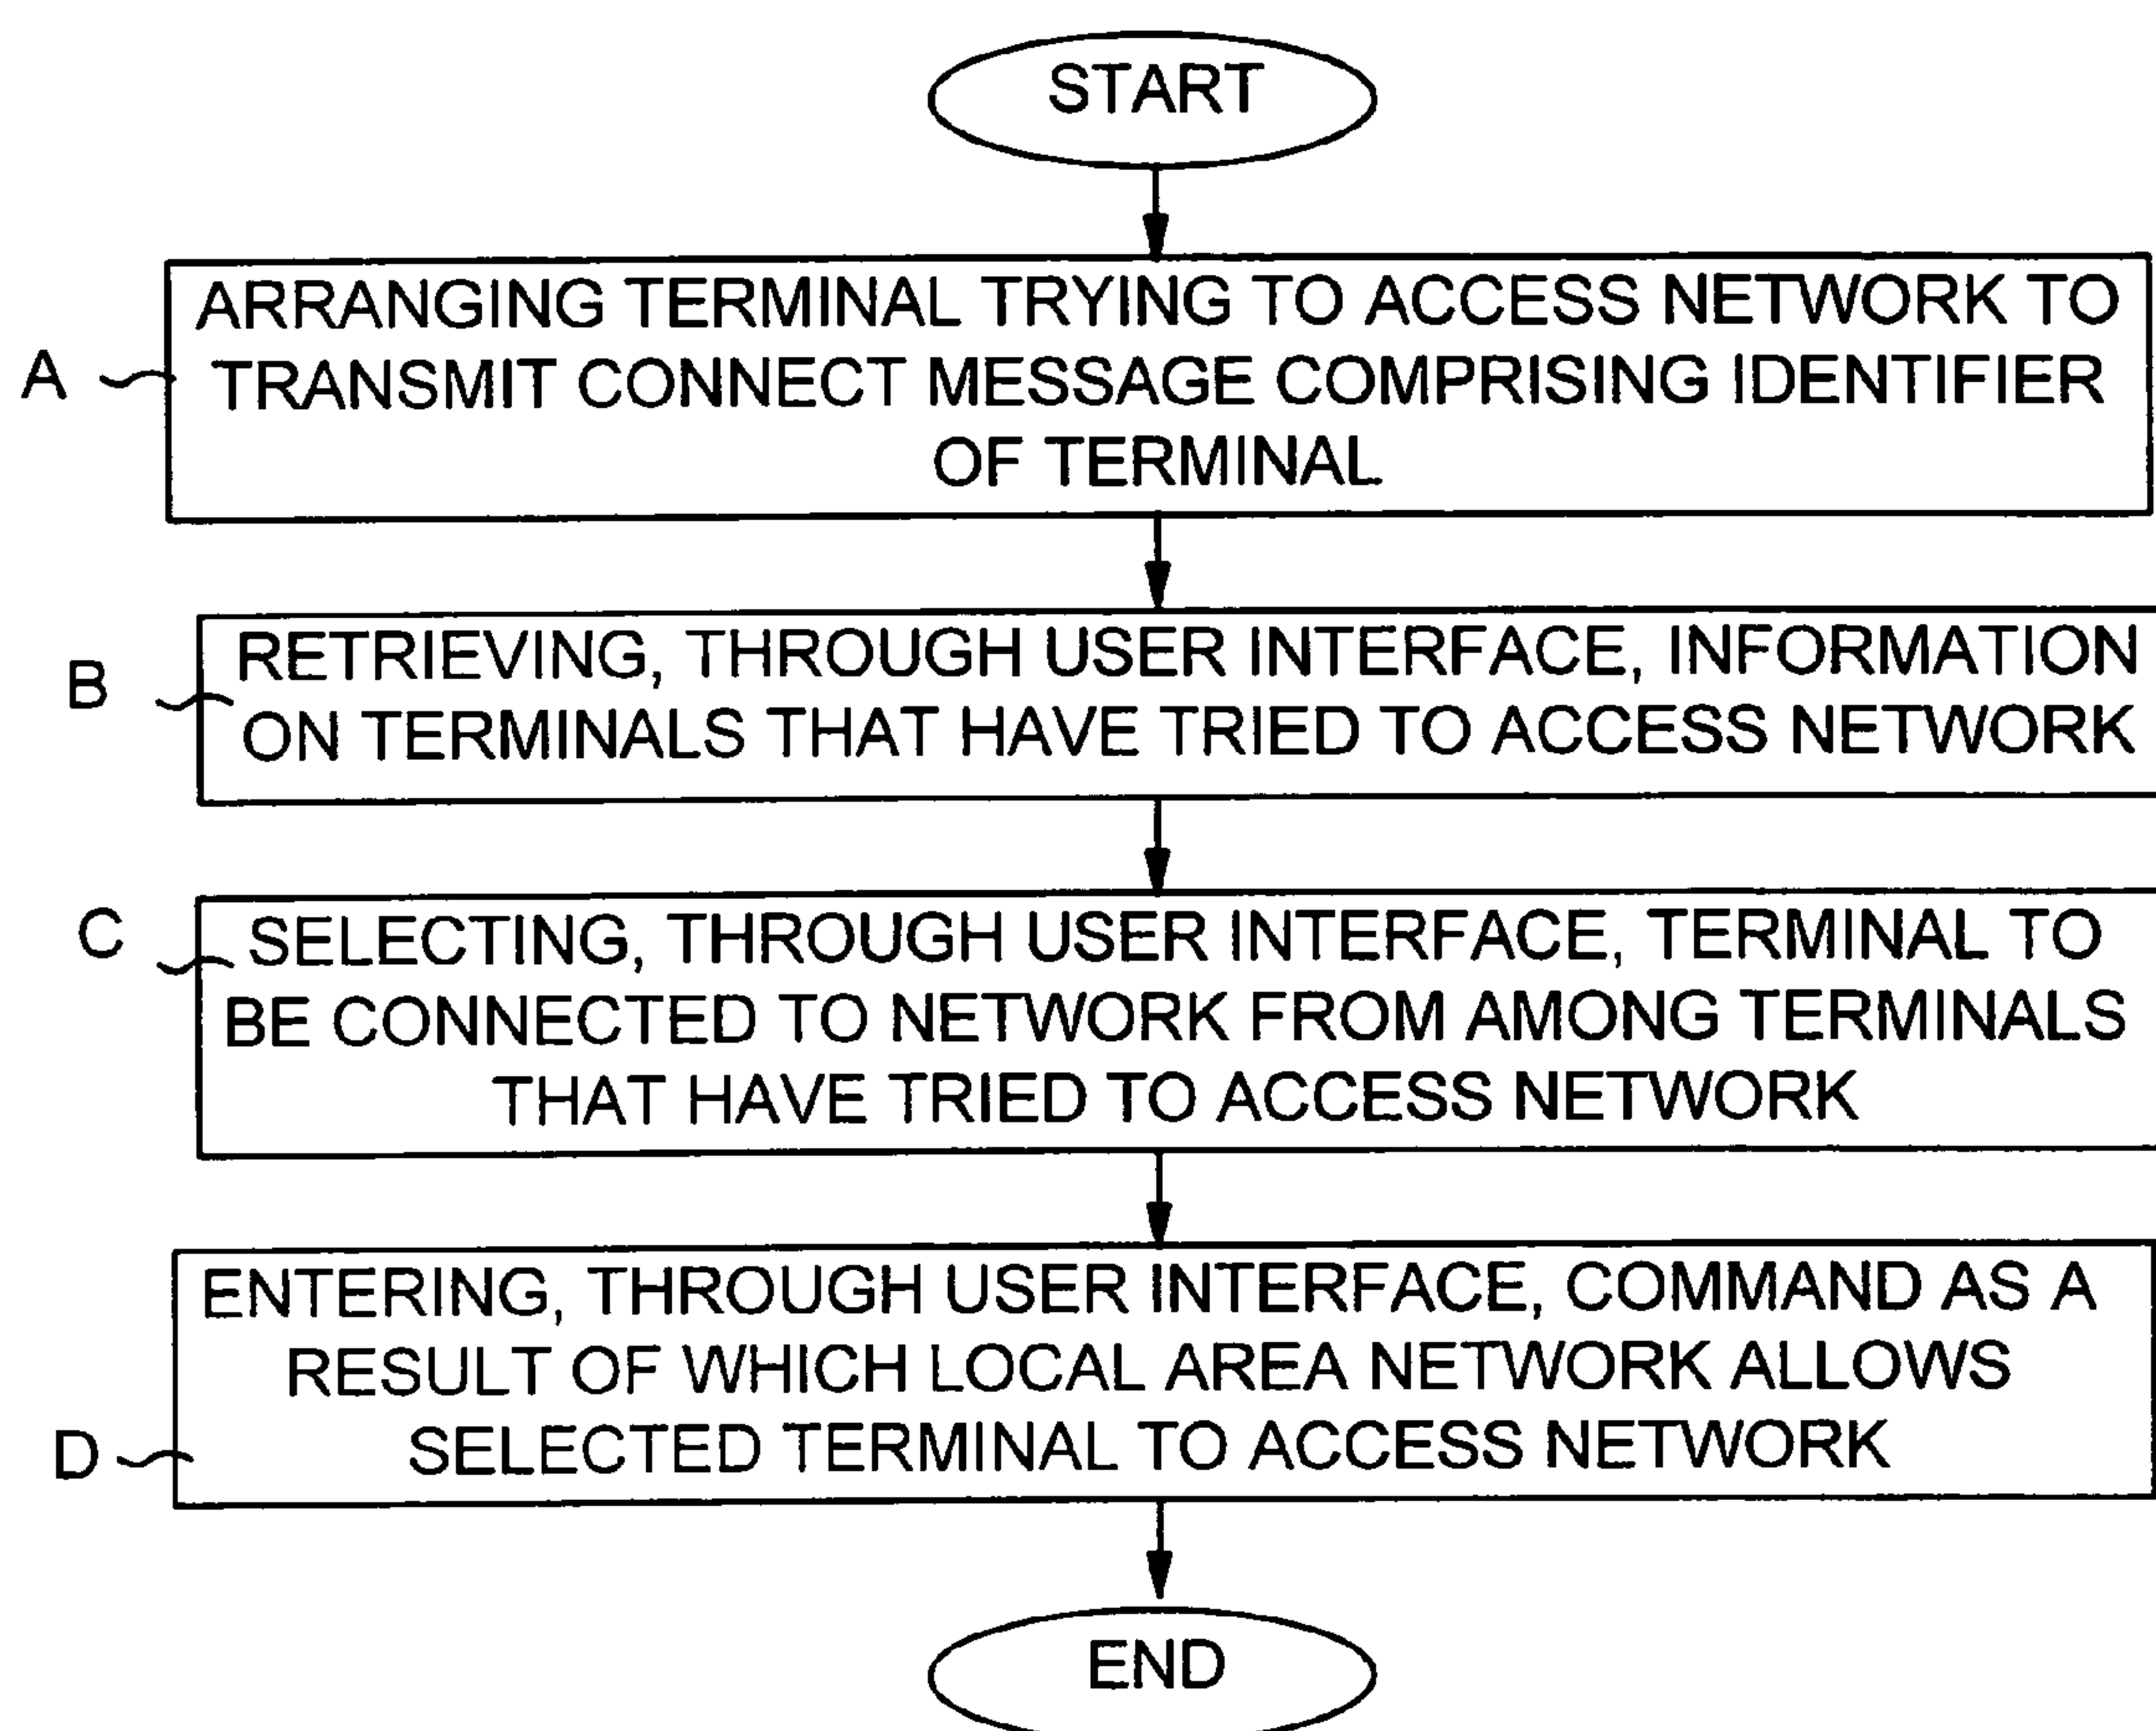 START
ARRANGING TERMINAL TRYING TO ACCESS NETWORK TO
A
TRANSMIT CONNECT MESSAGE COMPRISING IDENTIFIER
OF TERMINAL
RETRIEVING, THROUGH USER INTERFACE, INFORMATION
B
ON TERMINALS THAT HAVE TRIED TO ACCESS NETWORK
C
SELECTING, THROUGH USER INTERFACE, TERMINAL TO
BE CONNECTED TO NETWORK FROM AMONG TERMINALS
THAT HAVE TRIED TO ACCESS NETWORK
ENTERING, THROUGH USER INTERFACE, COMMAND AS A
RESULT OF WHICH LOCAL AREA NETWORK ALLOWS
D
SELECTED TERMINAL TO ACCESS NETWORK
END